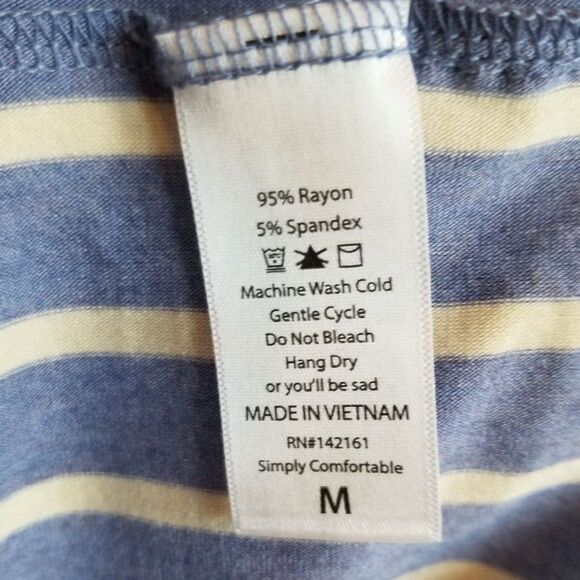 95% Rayon
5% Spandex
Machine Wash Cold
Gentle Cycle
Do Not Bleach
Hang Dry
or you'll be sad
MADE IN VIETNAM
RN#142161
Simply Comfortable
M